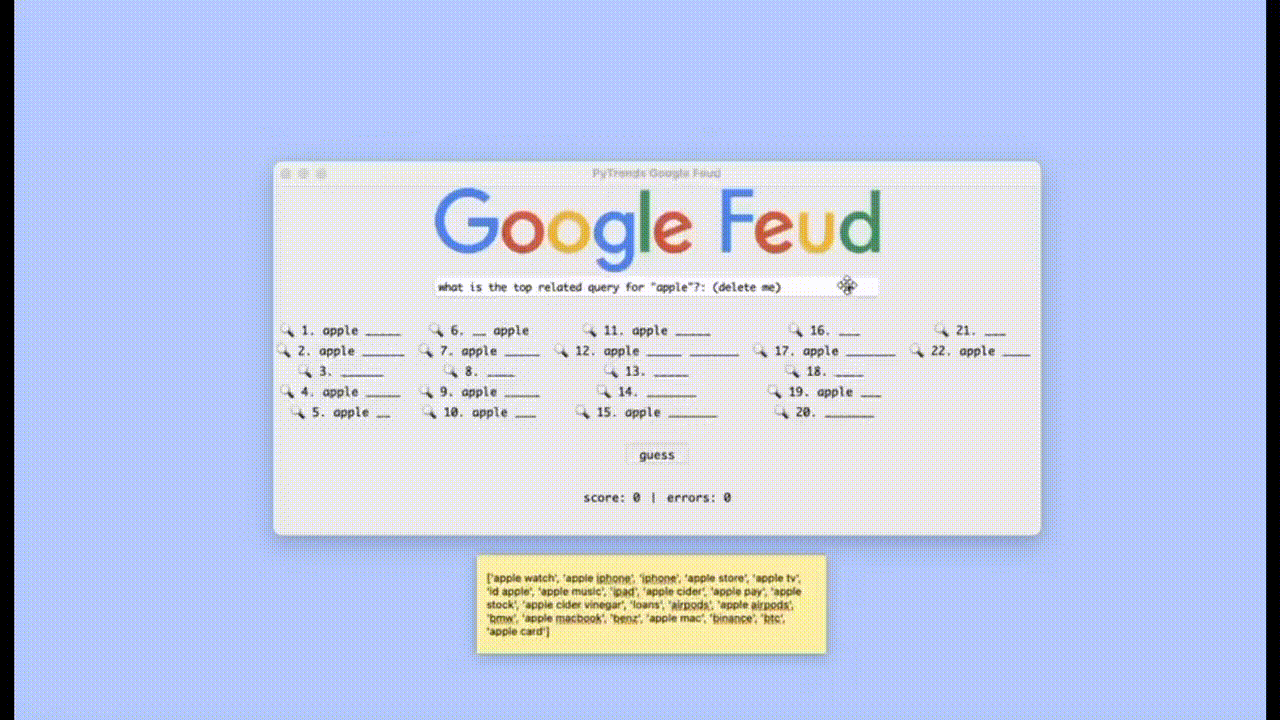 PyTrends Google Feud
Google Feud
what is the top related query for "apple"?: (delete me)
1. apple _____ 6. __ apple 11. apple _____ 16. ___ 21. ___
2. apple ______ 7. apple _____ 12. apple _____ _______ 17. apple _______ 22. apple ____
3. ______ 8. ____ 13. _____ 18. ____
4. apple _____ 9. apple _____ 14. _______ 19. apple ___
5. apple __ 10. apple ___ 15. apple _______ 20. _______
guess
score: 0 | errors: 0
['apple watch', 'apple iphone', 'iphone', 'apple store', 'apple tv',
'id apple', 'apple music', 'ipad', 'apple cider', 'apple pay', 'apple
stock', 'apple cider vinegar', 'loans', 'airpods', 'apple airpods',
'bmw', 'apple macbook', 'benz', 'apple mac', 'binance', 'btc',
'apple card']